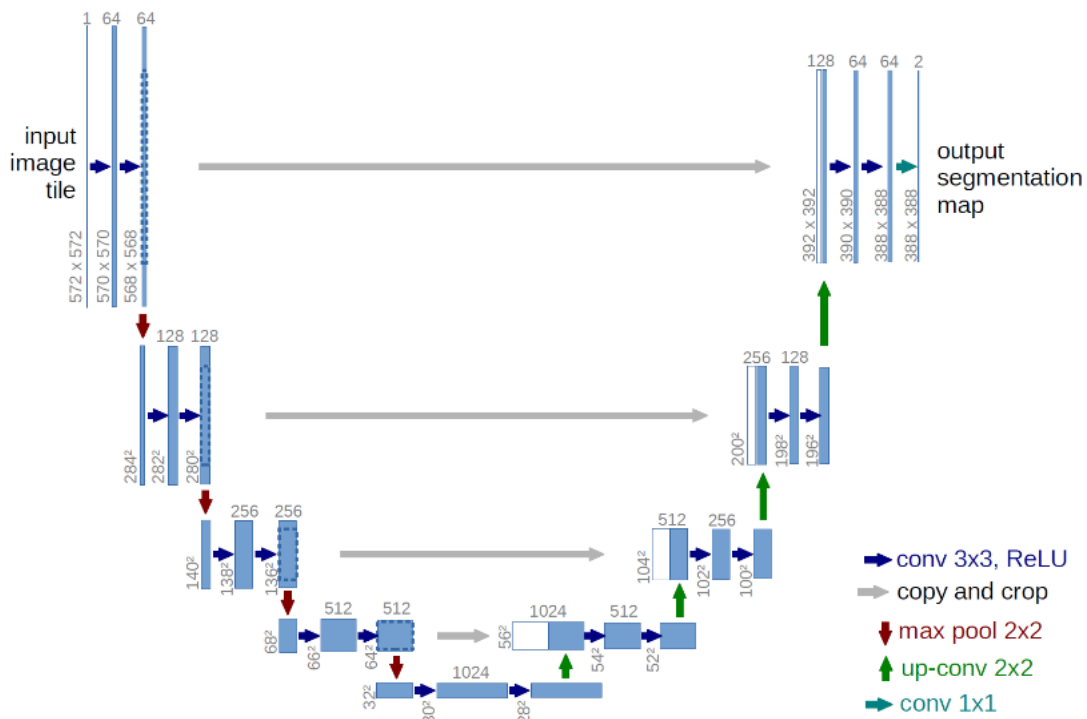 1
64
64
input
image
tile
572 x 572
570 x 570
568 x 568
128
64
64
2
output
segmentation
map
392 x 392
390 x 390
388 x 388
388 x 388
128
128
284²
282²
280²
256
128
200²
198²
196²
256
256
140²
138²
136²
512
256
104²
102²
100²
512
512
68²
66²
64²
1024
512
56²
54²
52²
1024
32²
30²
28²
conv 3x3, ReLU
copy and crop
max pool 2x2
up-conv 2x2
conv 1x1